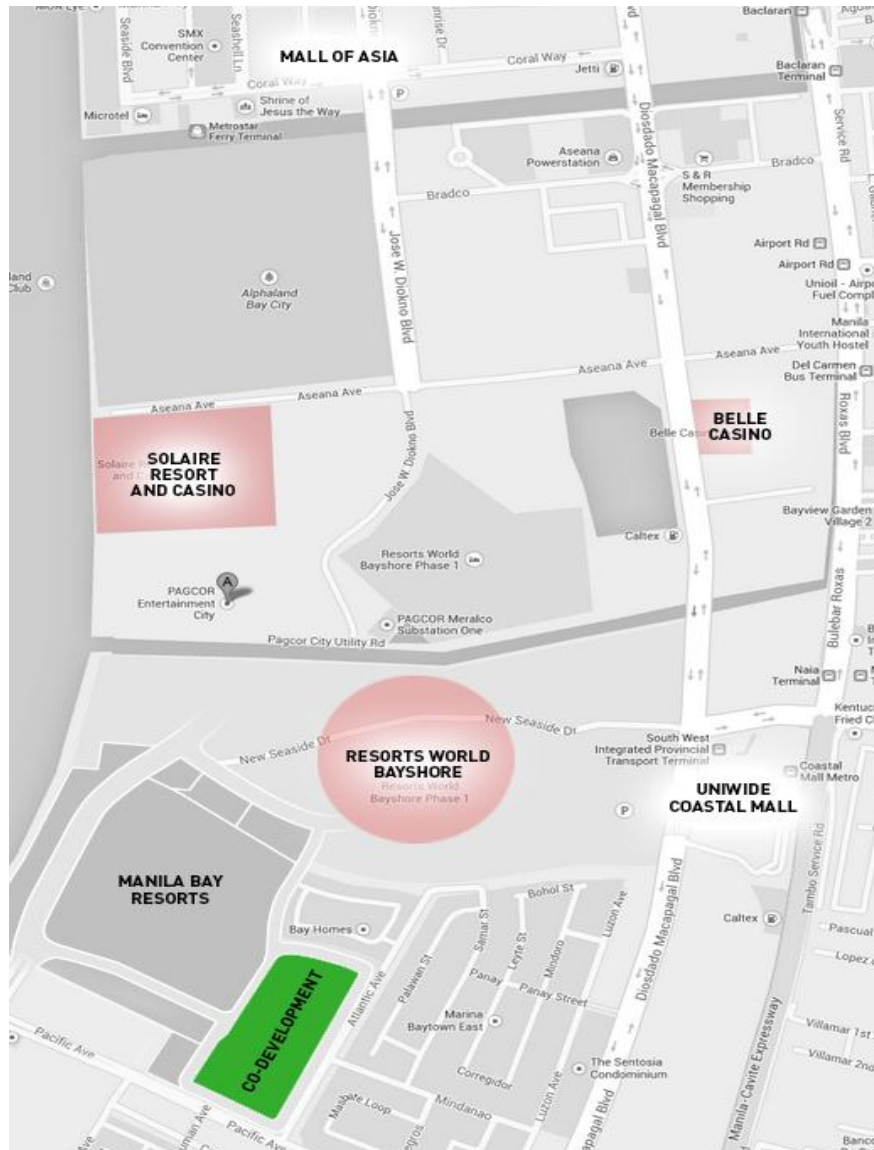 Seaside Blvd
SMX
Convention
Center
Seashell Ln
MALL OF ASIA
Coral Way
Coral Way
Jetti
Baclaran
Baclaran
Terminal
Microtel
Shrine of
Jesus the Way
P
Metrostar
Ferry Terminal
Service Rd
Diosdado Macapagal Blvd
Aseana
Powerstation
S & R
Membership
Shopping
Bradco
Bradco
Airport Rd
Airport Rd
Jose W. Diokno Blvd
Club
Alphaland
Bay City
Manila
International
Youth Hostel
Aseana Ave
Aseana Ave
Aseana Ave
Del Carmen
Bus Terminal
Roxas Blvd
SOLAIRE
RESORT
AND CASINO
Jose W. Diokno Blvd
BELLE
CASINO
Bayview Garden
Village 2
Caltex
Resorts World
Bayshore Phase 1
A
PAGCOR
Entertainment
City
PAGCOR Meralco
Substation One
Pagcor City Utility Rd
Bulebar Roxas
Naia
Terminal
New Seaside Dr
New Seaside Dr
South West
Integrated Provincial
Transport Terminal
RESORTS WORLD
BAYSHORE
Resorts World
Bayshore Phase 1
Coastal
Mall Metro
UNIWIDE
COASTAL MALL
P
Tambo Service Rd
MANILA BAY
RESORTS
Bay Homes
Bohol St
Samar St
Leyte St
Mindoro
Luzon Ave
Palawan St
Panay
Panay Street
Diosdado Macapagal Blvd
Caltex
Atlantic Ave
CO-DEVELOPMENT
Marina
Baytown East
Corregidor
Pacific Ave
The Sentosia
Condominium
Villamar 1st
Villamar 2nd
Masbate Loop
Mindanao
Luzon Ave
Manila-Cavite Expressway
Pacific Ave